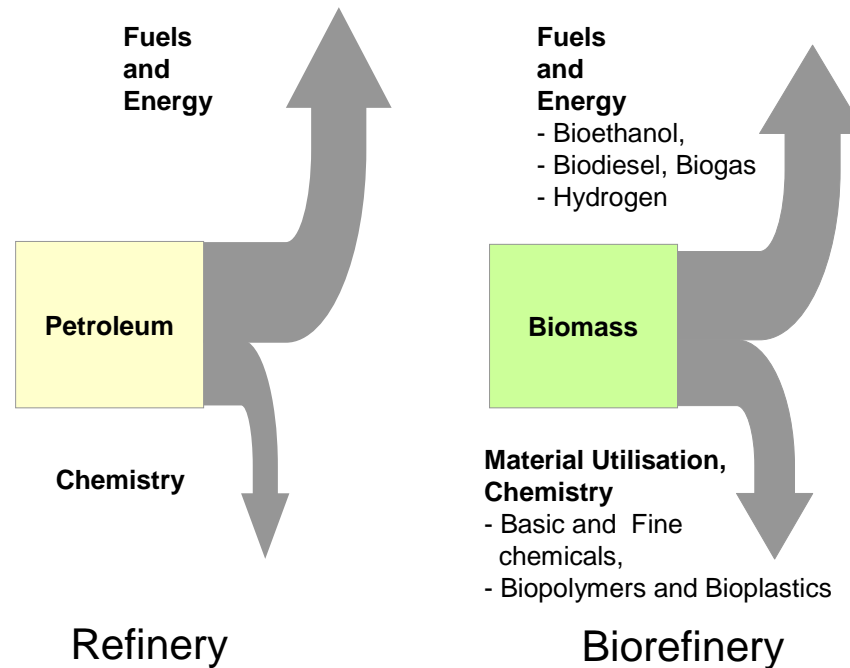 Fuels
and
Energy
Petroleum
Chemistry
Refinery
Fuels
and
Energy
- Bioethanol,
- Biodiesel, Biogas
- Hydrogen
Biomass
Material Utilisation,
Chemistry
- Basic and Fine
chemicals,
- Biopolymers and Bioplastics
Biorefinery